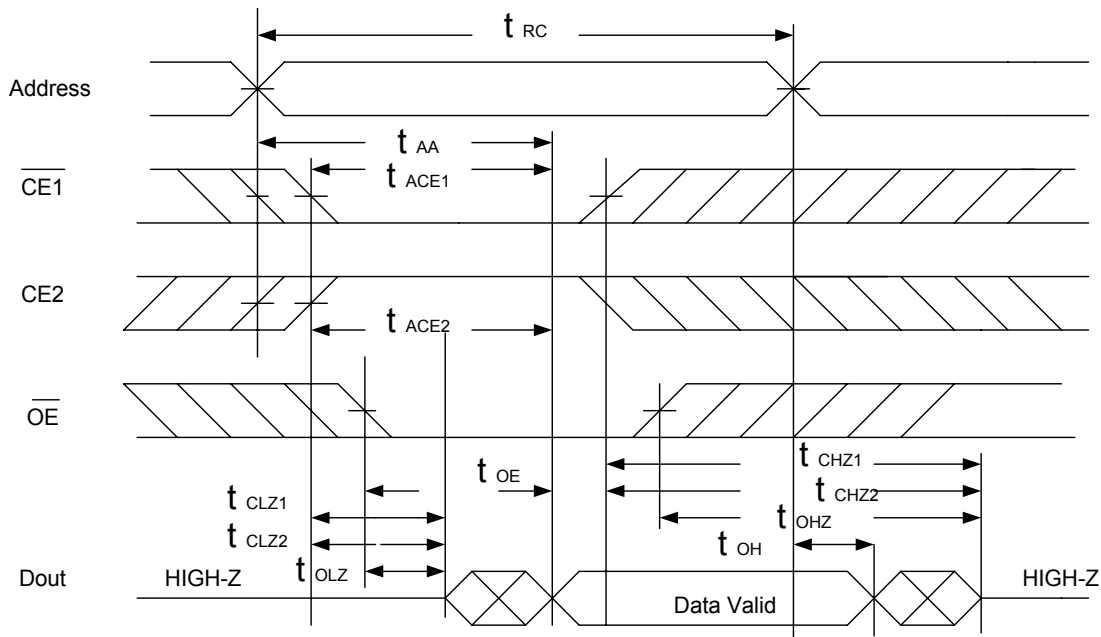 t RC
Address
t AA
t ACE1
CE1
CE2
t ACE2
OE
t CHZ1
t OE
t CHZ2
t CLZ1
t OHZ
t CLZ2
t OH
t OLZ
Dout HIGH-Z Data Valid HIGH-Z